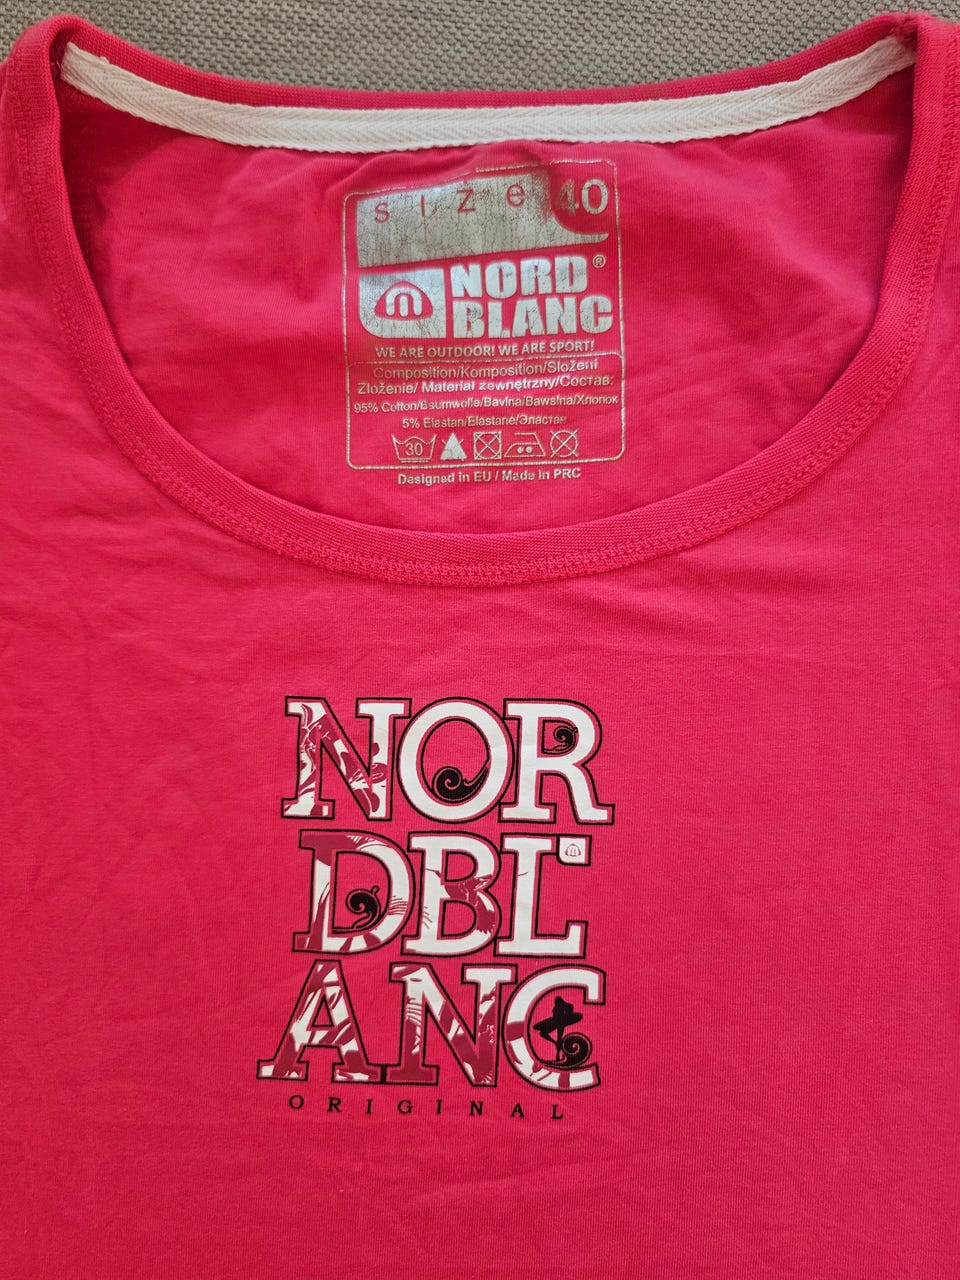 size 40
NORD®
BLANC
WE ARE OUTDOOR! WE ARE SPORT!
Composition/Komposition/Složení
Zloženie/ Materiał zewnętrzny/Состав:
95% Cotton/Baumwolle/Bavlna/Bawełna/Хлопок
5% Elastan/Elastane/Эластан
30
Designed in EU / Made in PRC
NOR
DBL
ANC
ORIGINAL